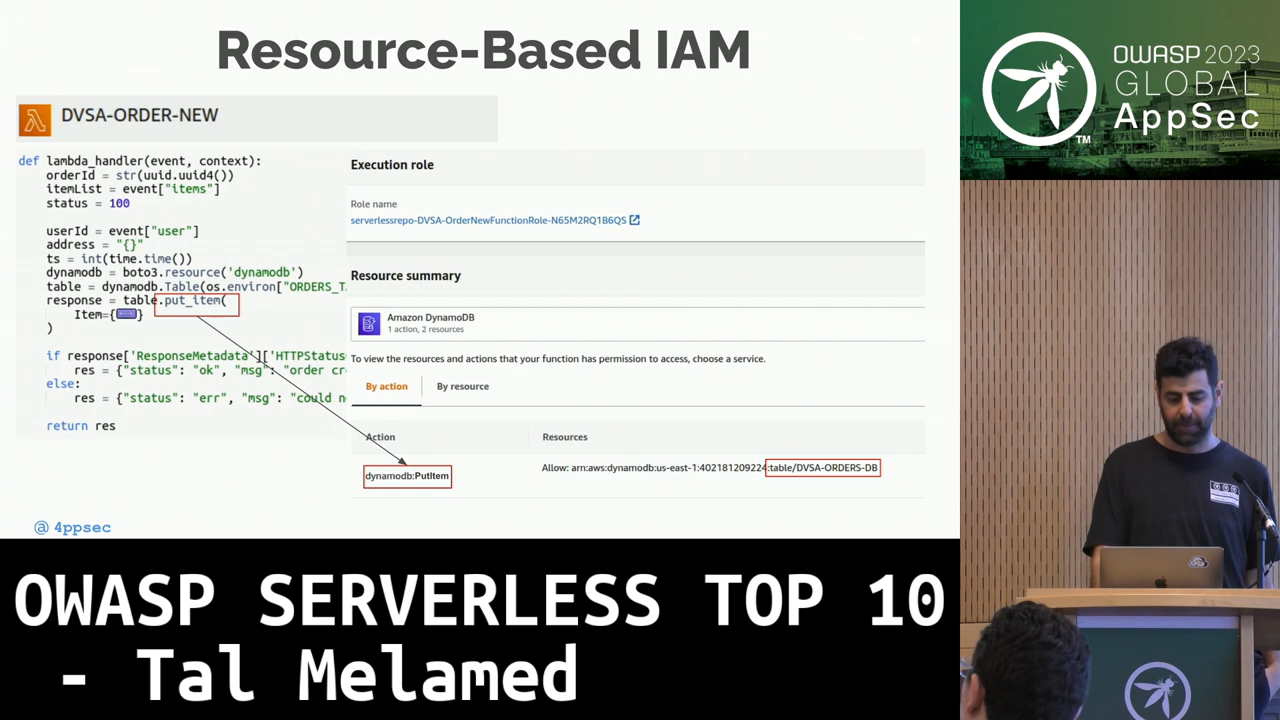 Resource-Based IAM
DVSA-ORDER-NEW
def lambda_handler(event, context):
orderId = str(uuid.uuid4())
itemList = event["items"]
status = 100
userId = event["user"]
address = "{}"
ts = int(time.time())
dynamodb = boto3.resource('dynamodb')
table = dynamodb.Table(os.environ["ORDERS_T
response = table.put_item(
Item={
}
)
if response['ResponseMetadata']['HTTPStatus
res = {"status": "ok", "msg": "order cr
else:
res = {"status": "err", "msg": "could n
return res
Execution role
Role name
serverlessrepo-DVSA-OrderNewFunctionRole-N65M2RQ1B6QS
Resource summary
Amazon DynamoDB
1 action, 2 resources
To view the resources and actions that your function has permission to access, choose a service.
By action
By resource
Action
Resources
dynamodb:PutItem
Allow: arn:aws:dynamodb:us-east-1:402181209224:table/DVSA-ORDERS-DB
@ 4ppsec
OWASP 2023
GLOBAL
AppSec
TM
OWASP SERVERLESS TOP 10
- Tal Melamed